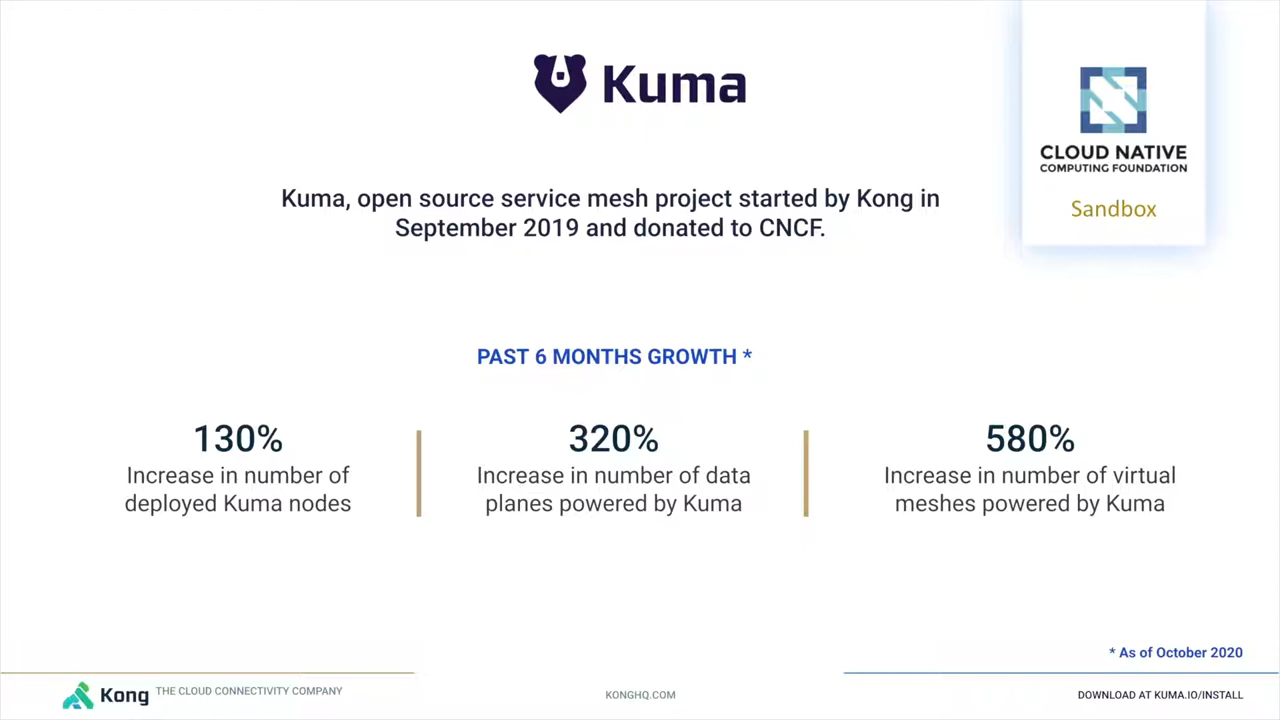 Kuma
CLOUD NATIVE
COMPUTING FOUNDATION
Sandbox
Kuma, open source service mesh project started by Kong in
September 2019 and donated to CNCF.
PAST 6 MONTHS GROWTH *
130%
Increase in number of
deployed Kuma nodes
320%
Increase in number of data
planes powered by Kuma
580%
Increase in number of virtual
meshes powered by Kuma
* As of October 2020
Kong THE CLOUD CONNECTIVITY COMPANY
KONGHQ.COM
DOWNLOAD AT KUMA.IO/INSTALL